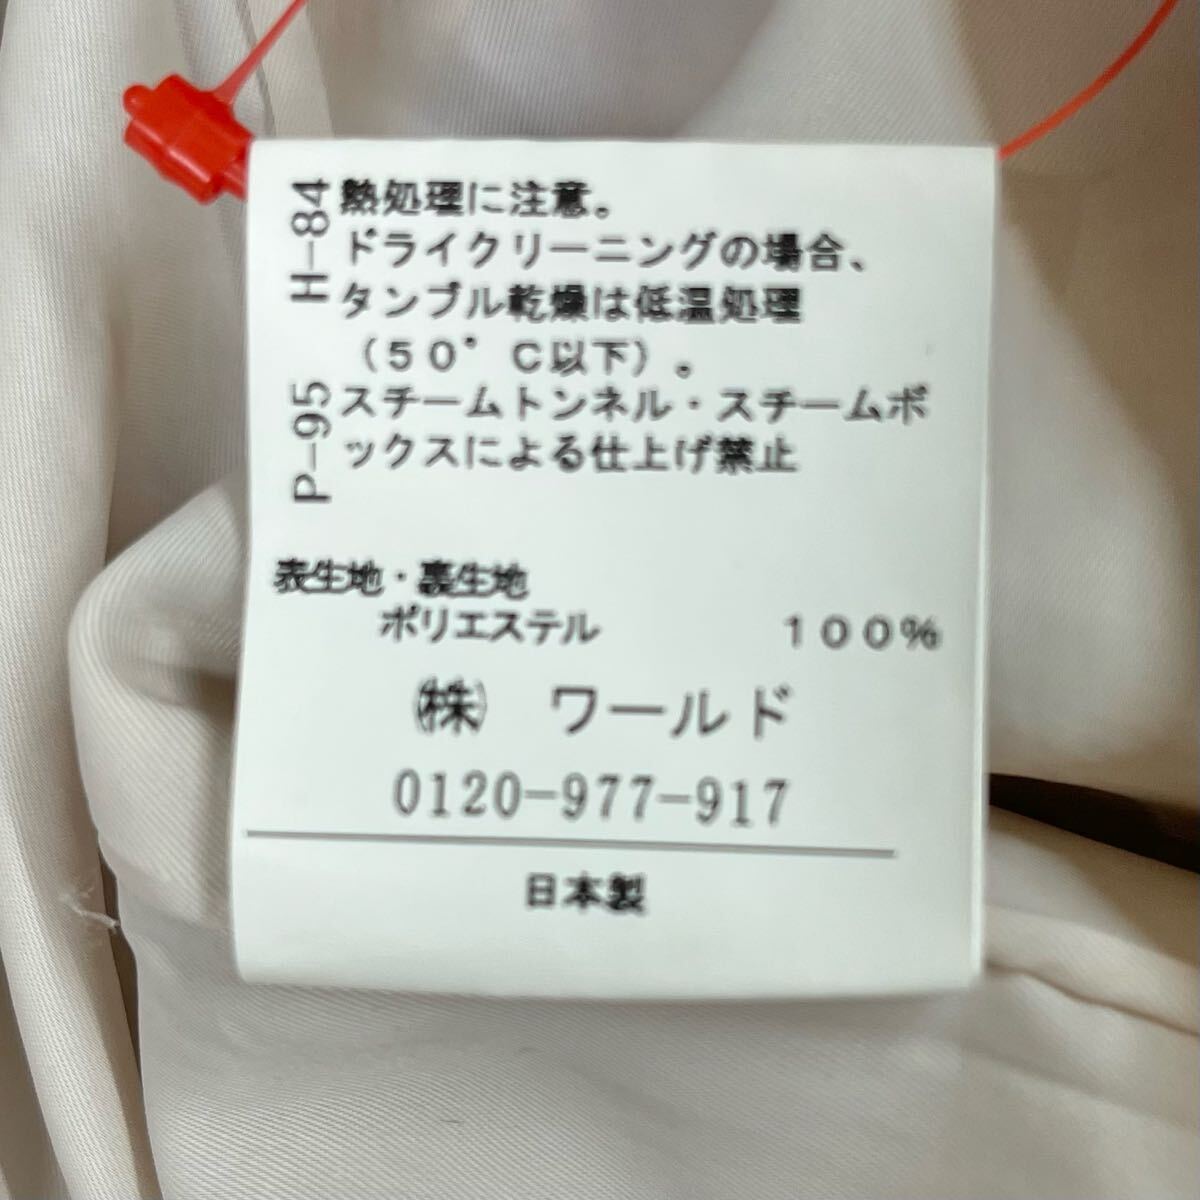 H-84
熱処理に注意。
ドライクリーニングの場合、
タンブル乾燥は低温処理
（５０°Ｃ以下）。
P-95
スチームトンネル・スチームボ
ックスによる仕上げ禁止
表生地・裏生地
ポリエステル １００％
㈱ ワールド
0120-977-917
日本製